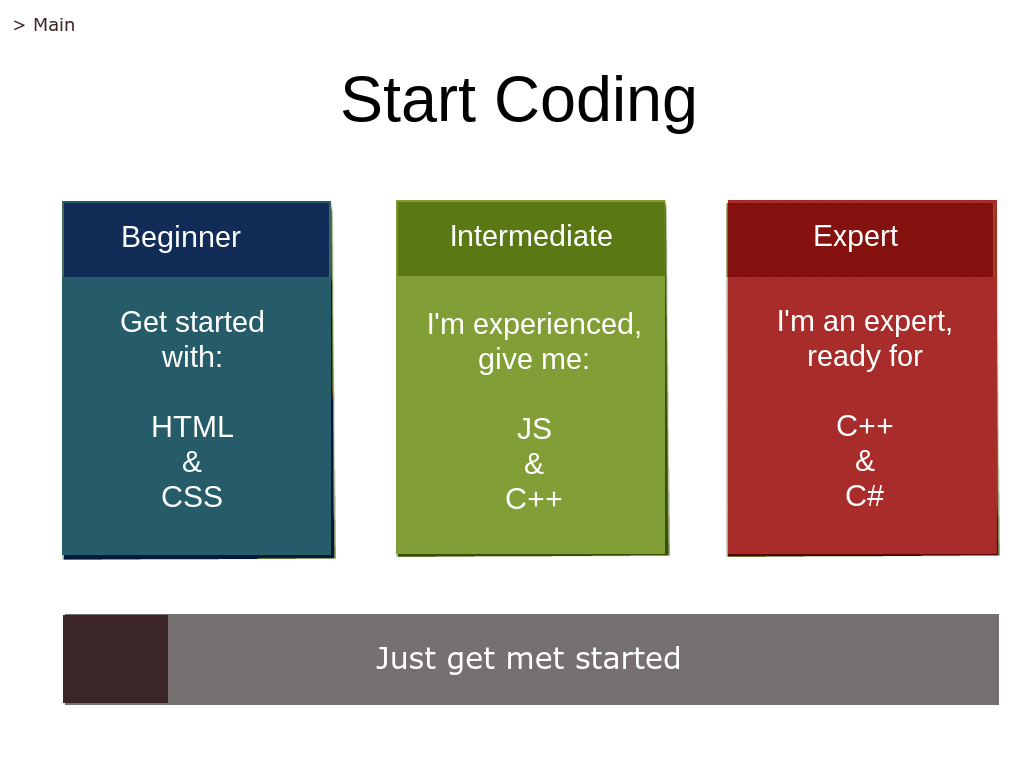 > Main
Start Coding
Beginner
Get started
with:
HTML
&
CSS
Intermediate
I'm experienced,
give me:
JS
&
C++
Expert
I'm an expert,
ready for
C++
&
C#
Just get met started